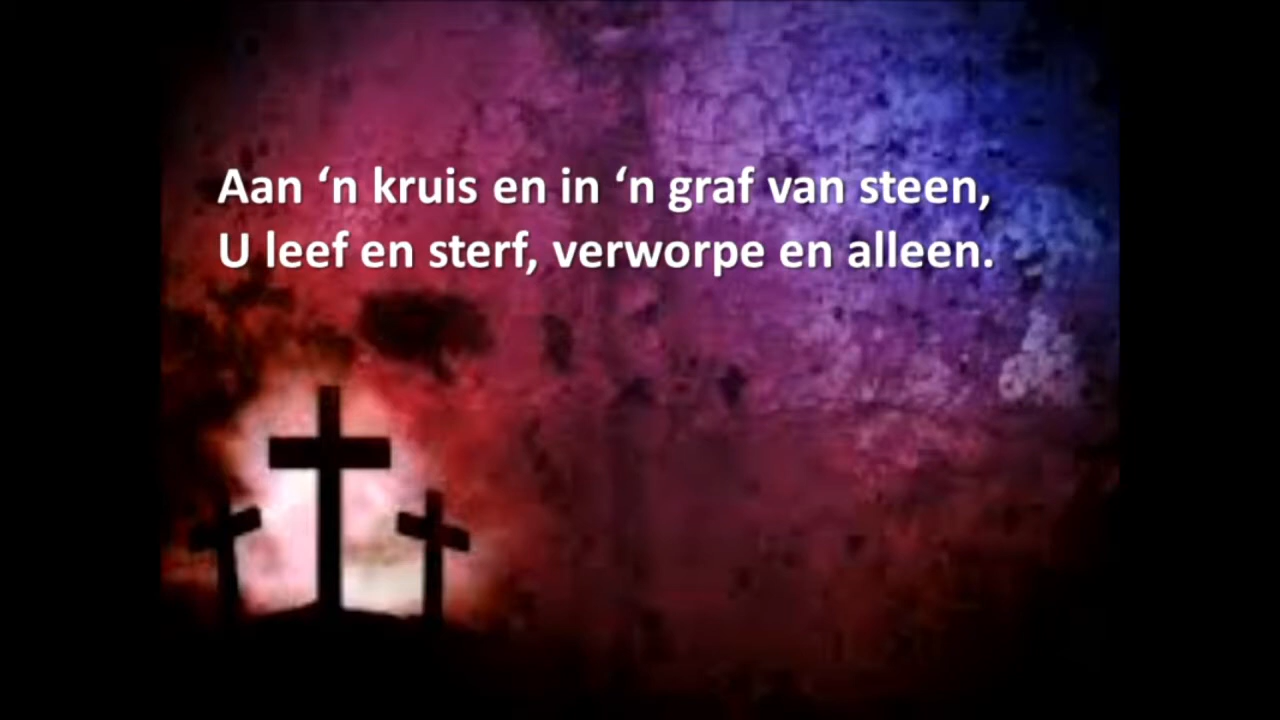 Aan ‘n kruis en in ‘n graf van steen,
U leef en sterf, verworpe en alleen.